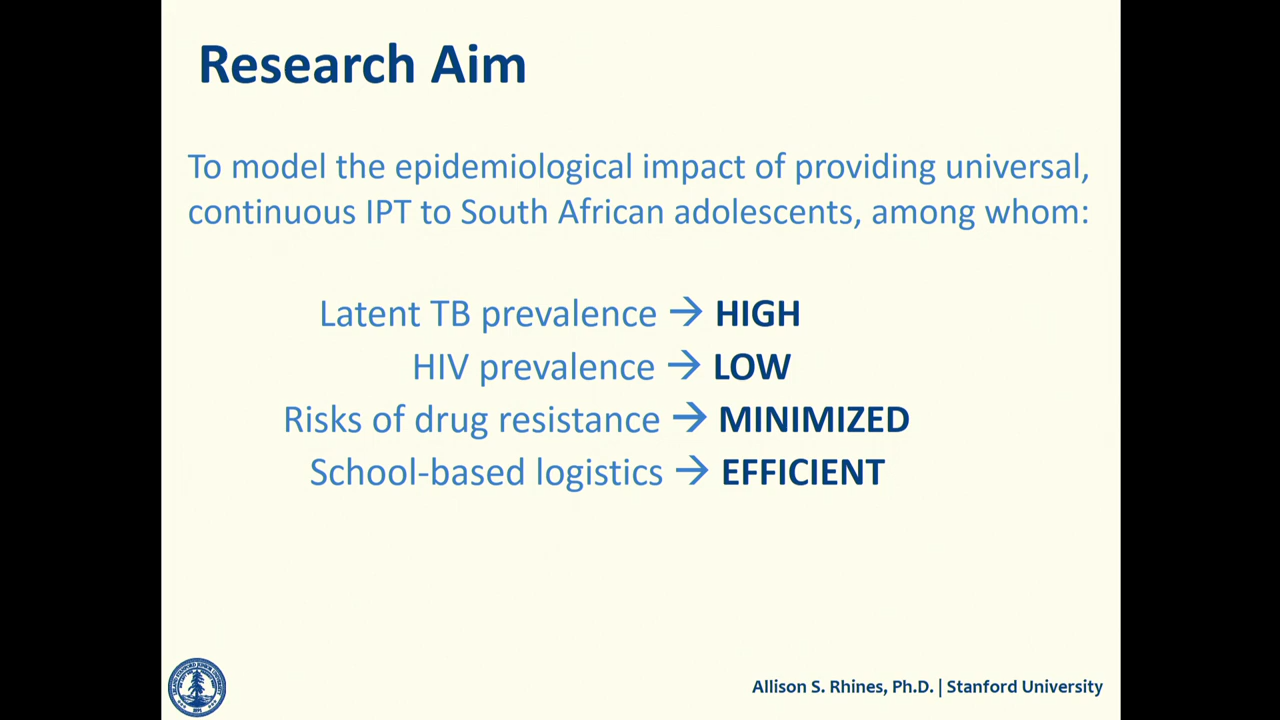 Research Aim
To model the epidemiological impact of providing universal,
continuous IPT to South African adolescents, among whom:
Latent TB prevalence → HIGH
HIV prevalence → LOW
Risks of drug resistance → MINIMIZED
School-based logistics → EFFICIENT
Allison S. Rhines, Ph.D. | Stanford University